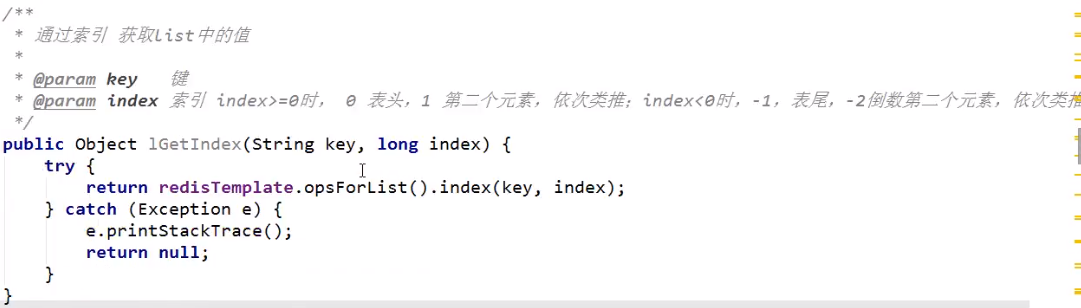 /**
 * 通过索引 获取list中的值
 *
 * @param key   键
 * @param index 索引 index>=0时， 0 表头，1 第二个元素，依次类推；index<0时，-1，表尾，-2倒数第二个元素，依次类推
 */
public Object lGetIndex(String key, long index) {
    try {
        return redisTemplate.opsForList().index(key, index);
    } catch (Exception e) {
        e.printStackTrace();
        return null;
    }
}